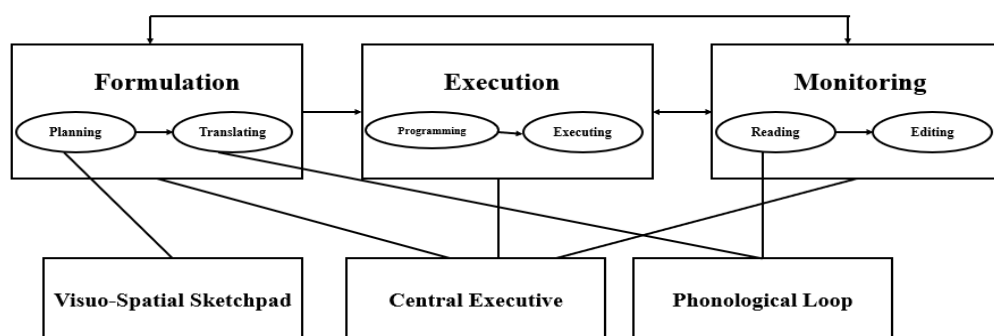 Formulation
Execution
Monitoring
Planning
Translating
Programming
Executing
Reading
Editing
Visuo-Spatial Sketchpad
Central Executive
Phonological Loop